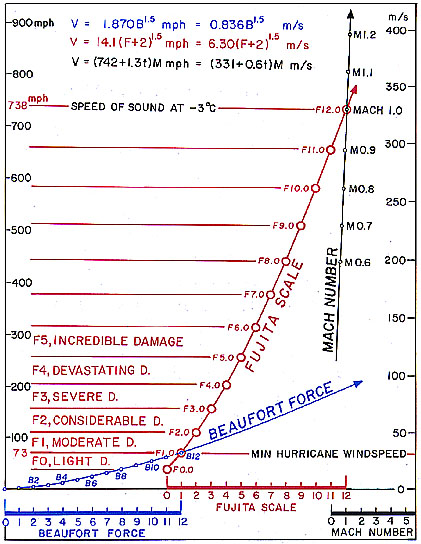 900mph
V = 1.870B^1.5 mph = 0.836B^1.5 m/s
m/s
V = 14.1(F+2)^1.5 mph = 6.30(F+2)^1.5 m/s
M1.2
400
V = (742+1.3t)M mph = (331+0.6t)M m/s
800
M1.1
350
738mph
SPEED OF SOUND AT -3°C
F12.0
MACH 1.0
700
F11.0
M0.9
300
600
F10.0
M0.8
250
500
F9.0
M0.7
F8.0
M0.6
200
400
F7.0
150
300
F6.0
F5, INCREDIBLE DAMAGE
FUJITA SCALE
MACH NUMBER
F5.0
F4, DEVASTATING D.
200
F4.0
100
F3, SEVERE D.
F3.0
F2, CONSIDERABLE D.
BEAUFORT FORCE
100
F2.0
50
F1, MODERATE D.
73
F1.0
B12
MIN HURRICANE WINDSPEED
F0, LIGHT D.
B10
F0.0
B2
B4
B6
B8
0
0 1 2 3 4 5 6 7 8 9 10 11 12
0 1 2 3 4 5 6 7 8 9 10 11 12
BEAUFORT FORCE
FUJITA SCALE
0 1 2 3 4 5
MACH NUMBER